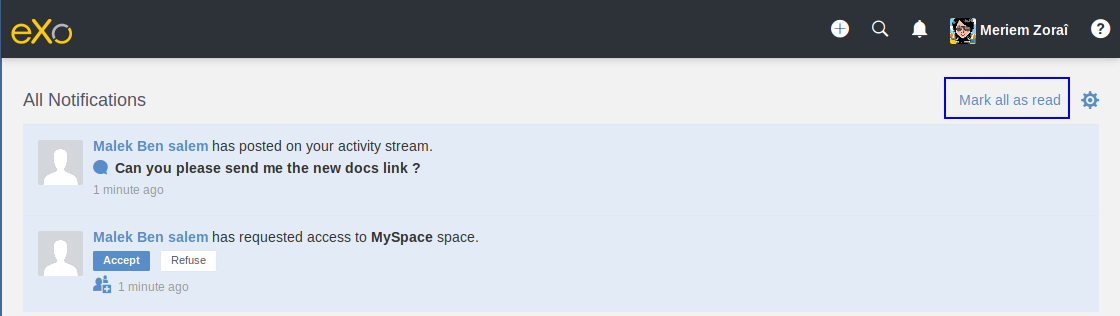 eXo
Meriem Zoraî
?
All Notifications
Mark all as read
Malek Ben salem has posted on your activity stream.
Can you please send me the new docs link ?
1 minute ago
Malek Ben salem has requested access to MySpace space.
Accept Refuse
1 minute ago